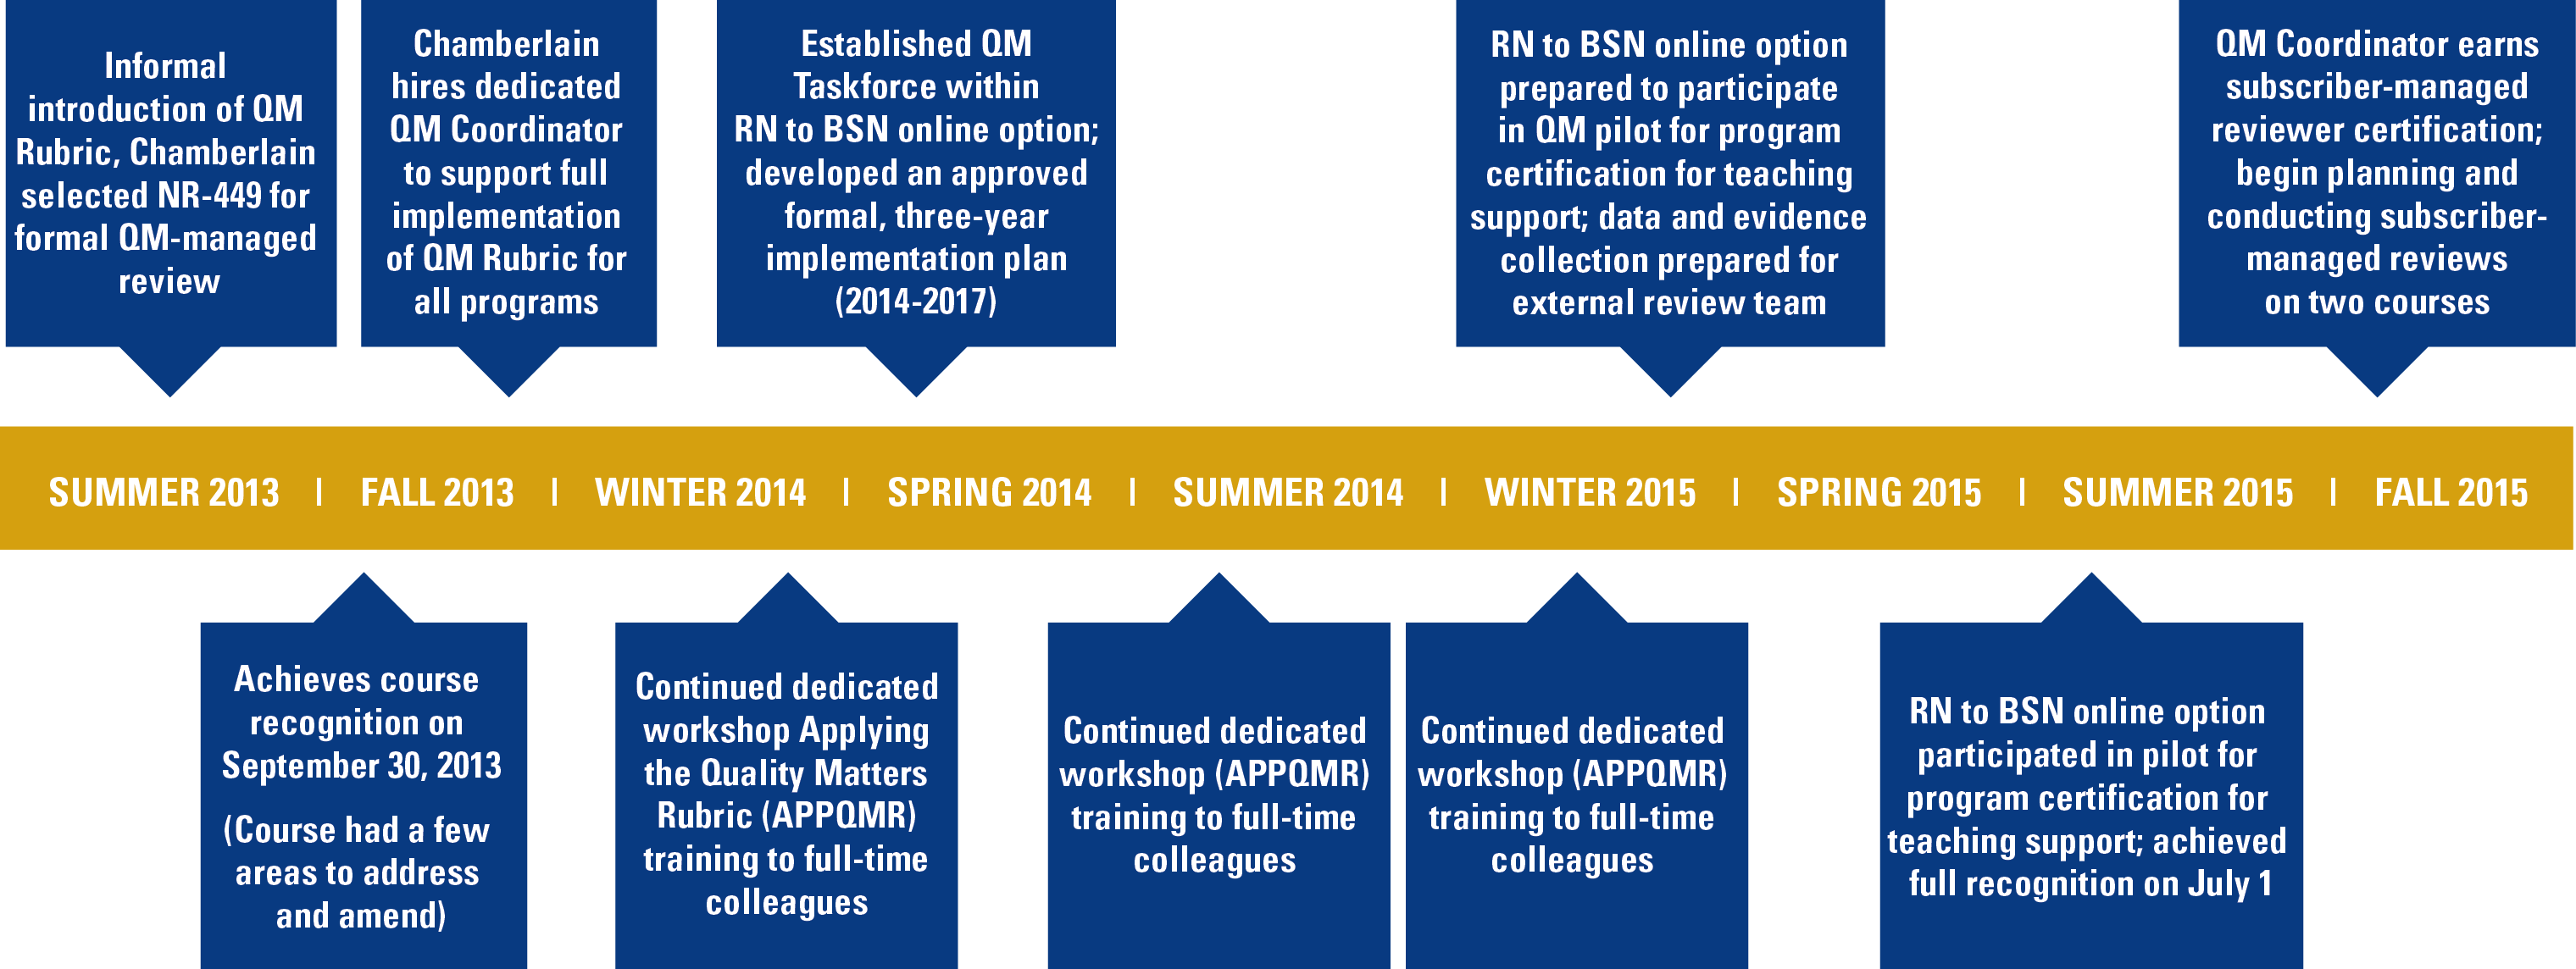 Informal
introduction of QM
Rubric, Chamberlain
selected NR-449 for
formal QM-managed
review
Chamberlain
hires dedicated
QM Coordinator
to support full
implementation
of QM Rubric for
all programs
Established QM
Taskforce within
RN to BSN online option;
developed an approved
formal, three-year
implementation plan
(2014-2017)
RN to BSN online option
prepared to participate
in QM pilot for program
certification for teaching
support; data and evidence
collection prepared for
external review team
QM Coordinator earns
subscriber-managed
reviewer certification;
begin planning and
conducting subscriber-
managed reviews
on two courses
SUMMER 2013 | FALL 2013 | WINTER 2014 | SPRING 2014 | SUMMER 2014 | WINTER 2015 | SPRING 2015 | SUMMER 2015 | FALL 2015
Achieves course
recognition on
September 30, 2013
(Course had a few
areas to address
and amend)
Continued dedicated
workshop Applying
the Quality Matters
Rubric (APPQMR)
training to full-time
colleagues
Continued dedicated
workshop (APPQMR)
training to full-time
colleagues
Continued dedicated
workshop (APPQMR)
training to full-time
colleagues
RN to BSN online option
participated in pilot for
program certification for
teaching support; achieved
full recognition on July 1